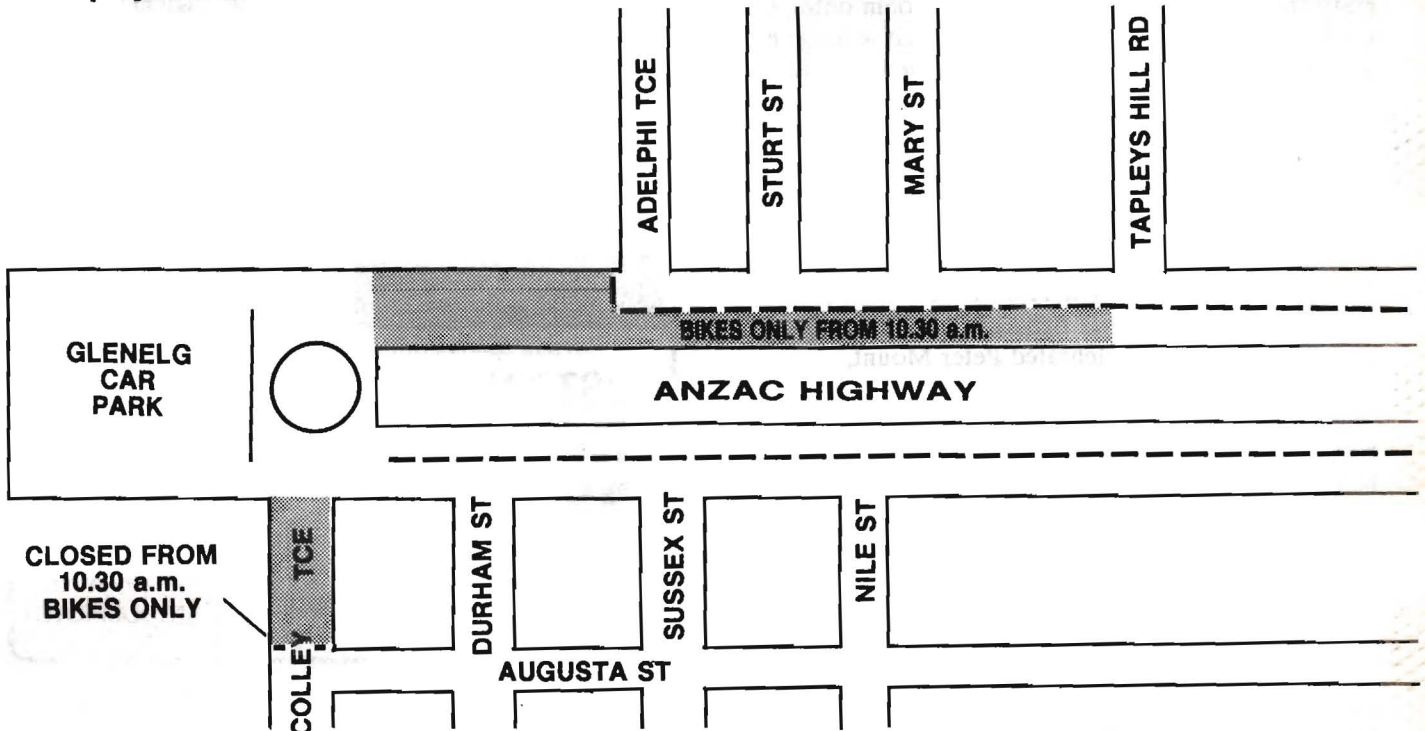 ADELPHI TCE
STURT ST
MARY ST
TAPLEYS HILL RD
BIKES ONLY FROM 10.30 a.m.
GLENELG
CAR
PARK
ANZAC HIGHWAY
CLOSED FROM
10.30 a.m.
BIKES ONLY
COLLEY TCE
DURHAM ST
SUSSEX ST
NILE ST
AUGUSTA ST